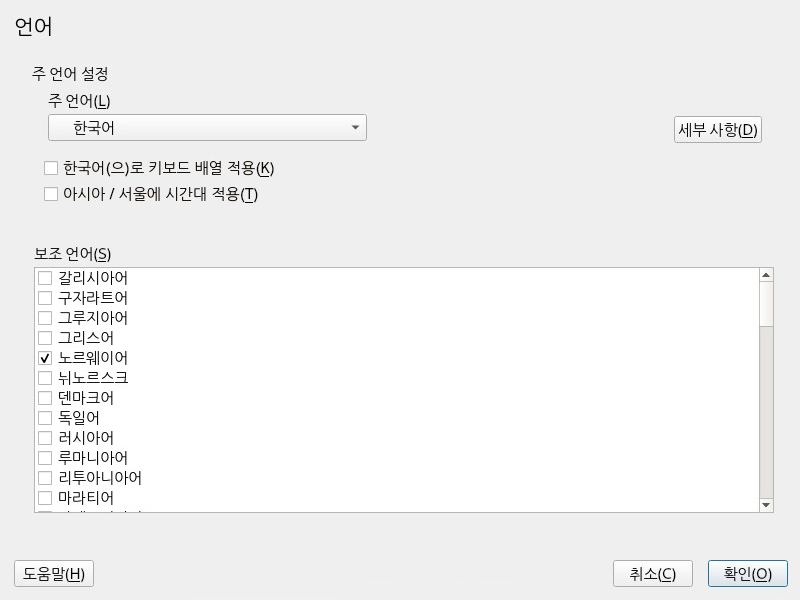 언어
주 언어 설정
주 언어(L)
한국어
세부 사항(D)
한국어(으)로 키보드 배열 적용(K)
아시아 / 서울에 시간대 적용(T)
보조 언어(S)
갈리시아어
구자라트어
그루지아어
그리스어
노르웨이어
뉘노르스크
덴마크어
독일어
러시아어
루마니아어
리투아니아어
마라티어
도움말(H)
취소(C)
확인(O)